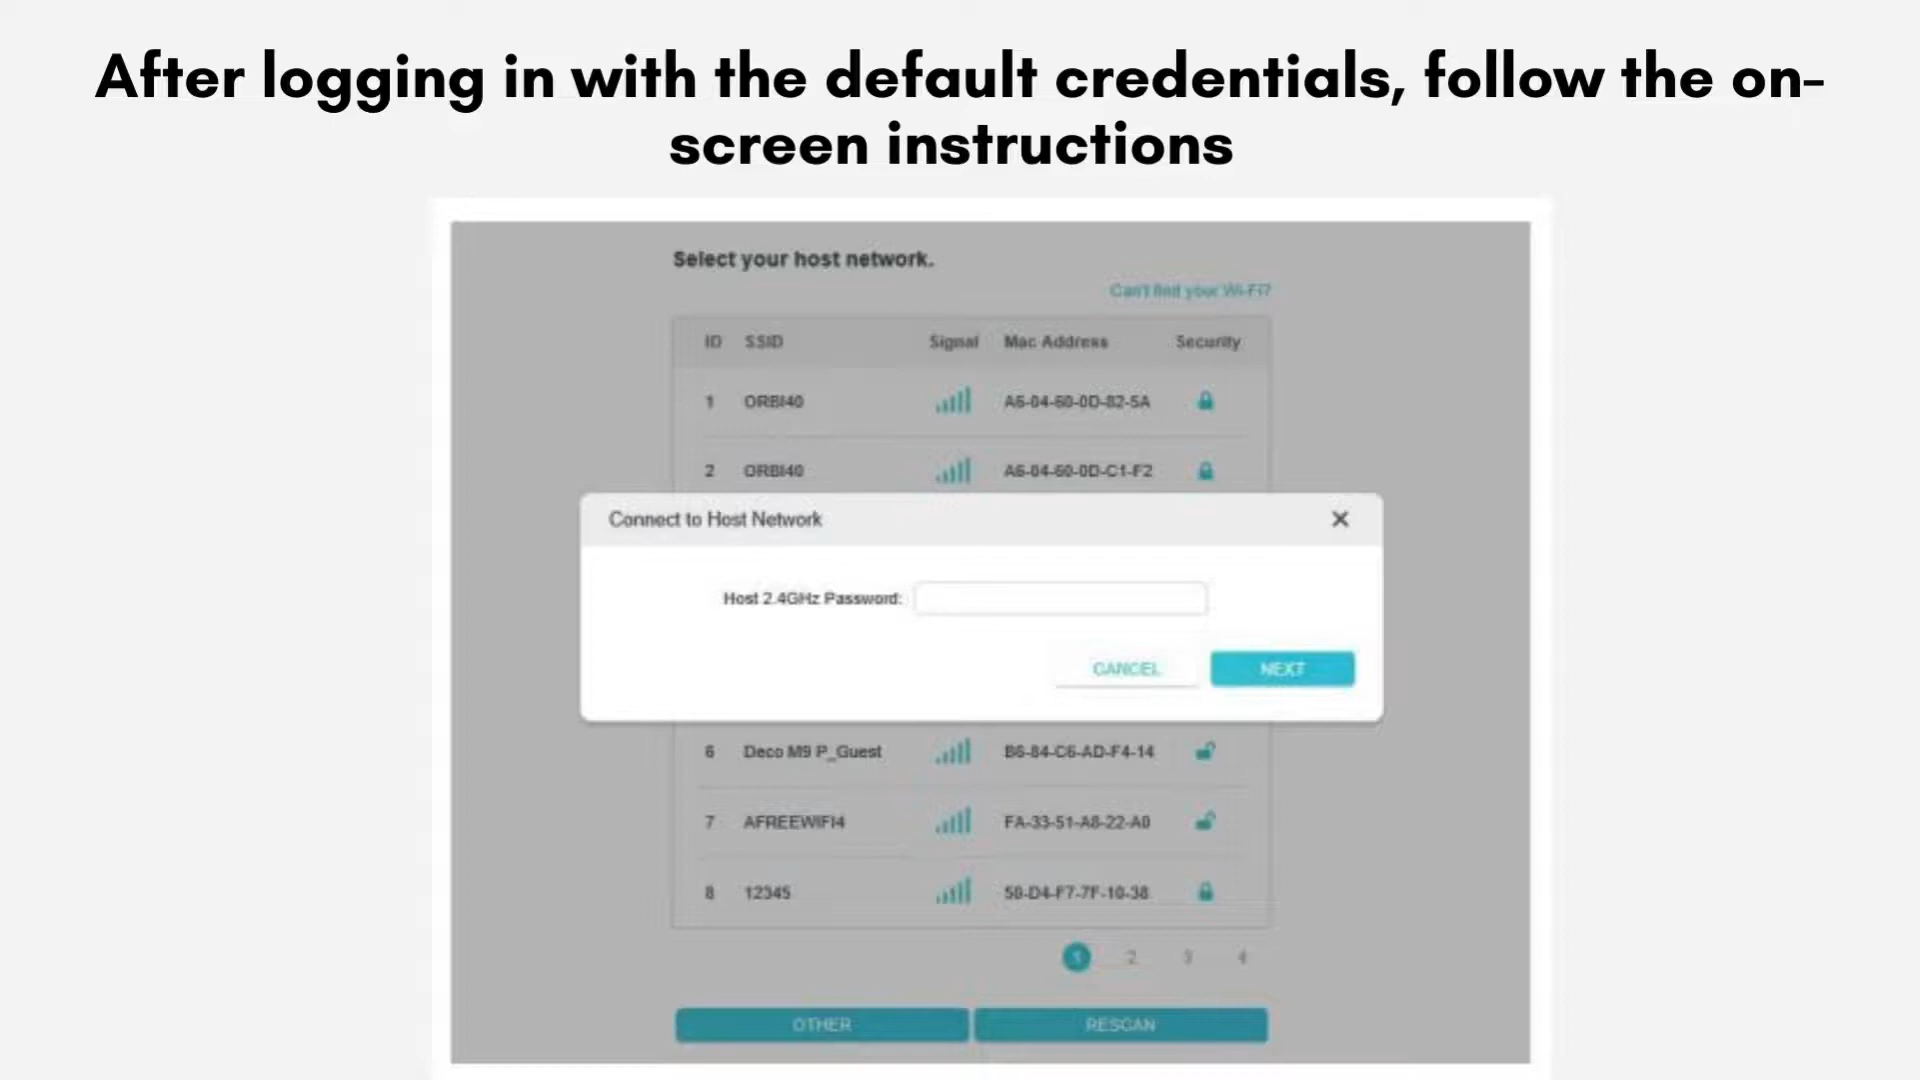 After logging in with the default credentials, follow the on-
screen instructions
Select your host network.
Can't find your Wi-Fi?
ID SSID Signal Mac Address Security
1 ORBI40 A6-04-60-0D-82-5A
2 ORBI40 A6-04-60-0D-C1-F2
Connect to Host Network
Host 2.4GHz Password:
CANCEL NEXT
6 Deco M9 P_Guest B6-84-C6-AD-F4-14
7 AFREEWIFI4 FA-33-51-A8-22-A0
8 12345 50-D4-F7-7F-10-38
1 2 3 4
OTHER RESCAN